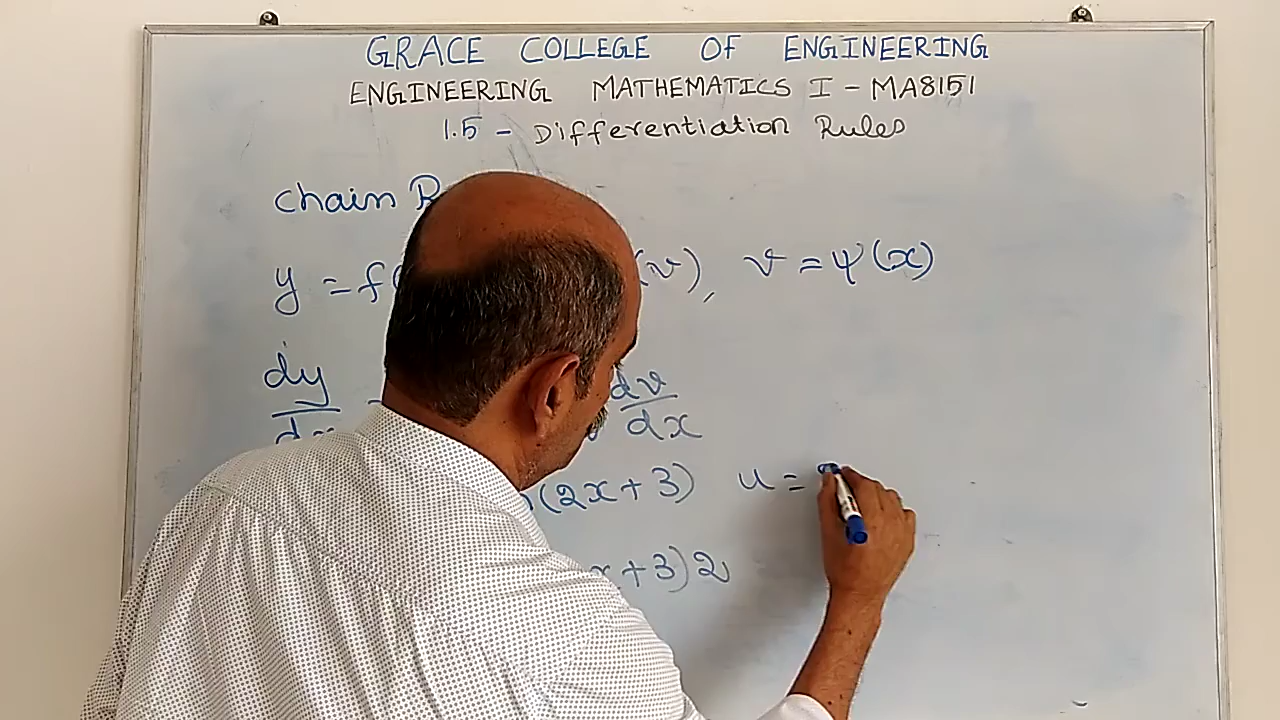 GRACE COLLEGE OF ENGINEERING
ENGINEERING MATHEMATICS I - MA8151
1.5 - Differentiation Rules
chain R
y = f( (v), v = ψ(x)
dy/dx = dv/dx
(2x+3) u =
x+3)2